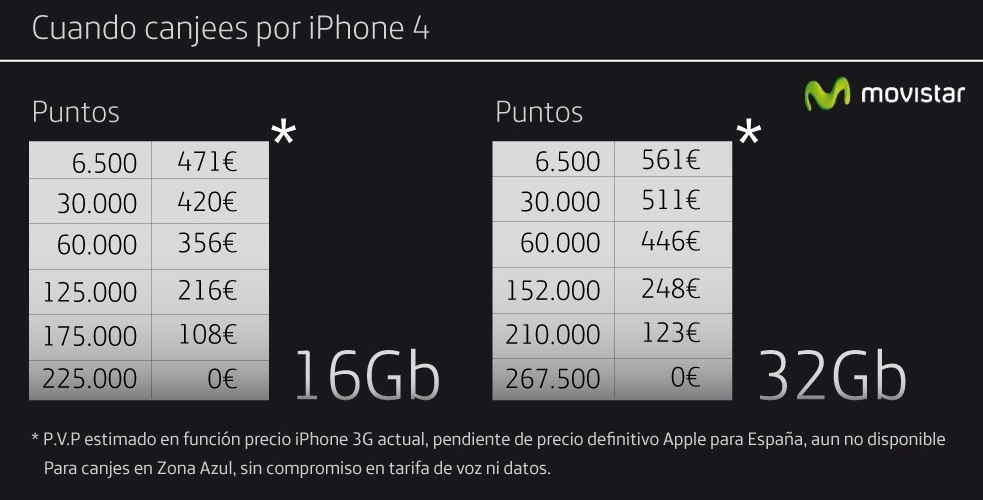 Cuando canjees por iPhone 4
movistar
Puntos
*
6.500 471€
30.000 420€
60.000 356€
125.000 216€
175.000 108€
225.000 0€
16Gb
Puntos
*
6.500 561€
30.000 511€
60.000 446€
152.000 248€
210.000 123€
267.500 0€
32Gb
* P.V.P estimado en función precio iPhone 3G actual, pendiente de precio definitivo Apple para España, aun no disponible
Para canjes en Zona Azul, sin compromiso en tarifa de voz ni datos.